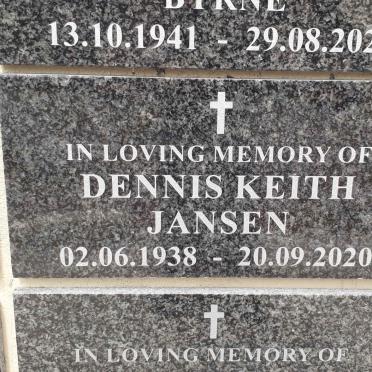 BYRNE
13.10.1941 - 29.08.202
IN LOVING MEMORY OF
DENNIS KEITH
JANSEN
02.06.1938 - 20.09.2020
IN LOVING MEMORY OF